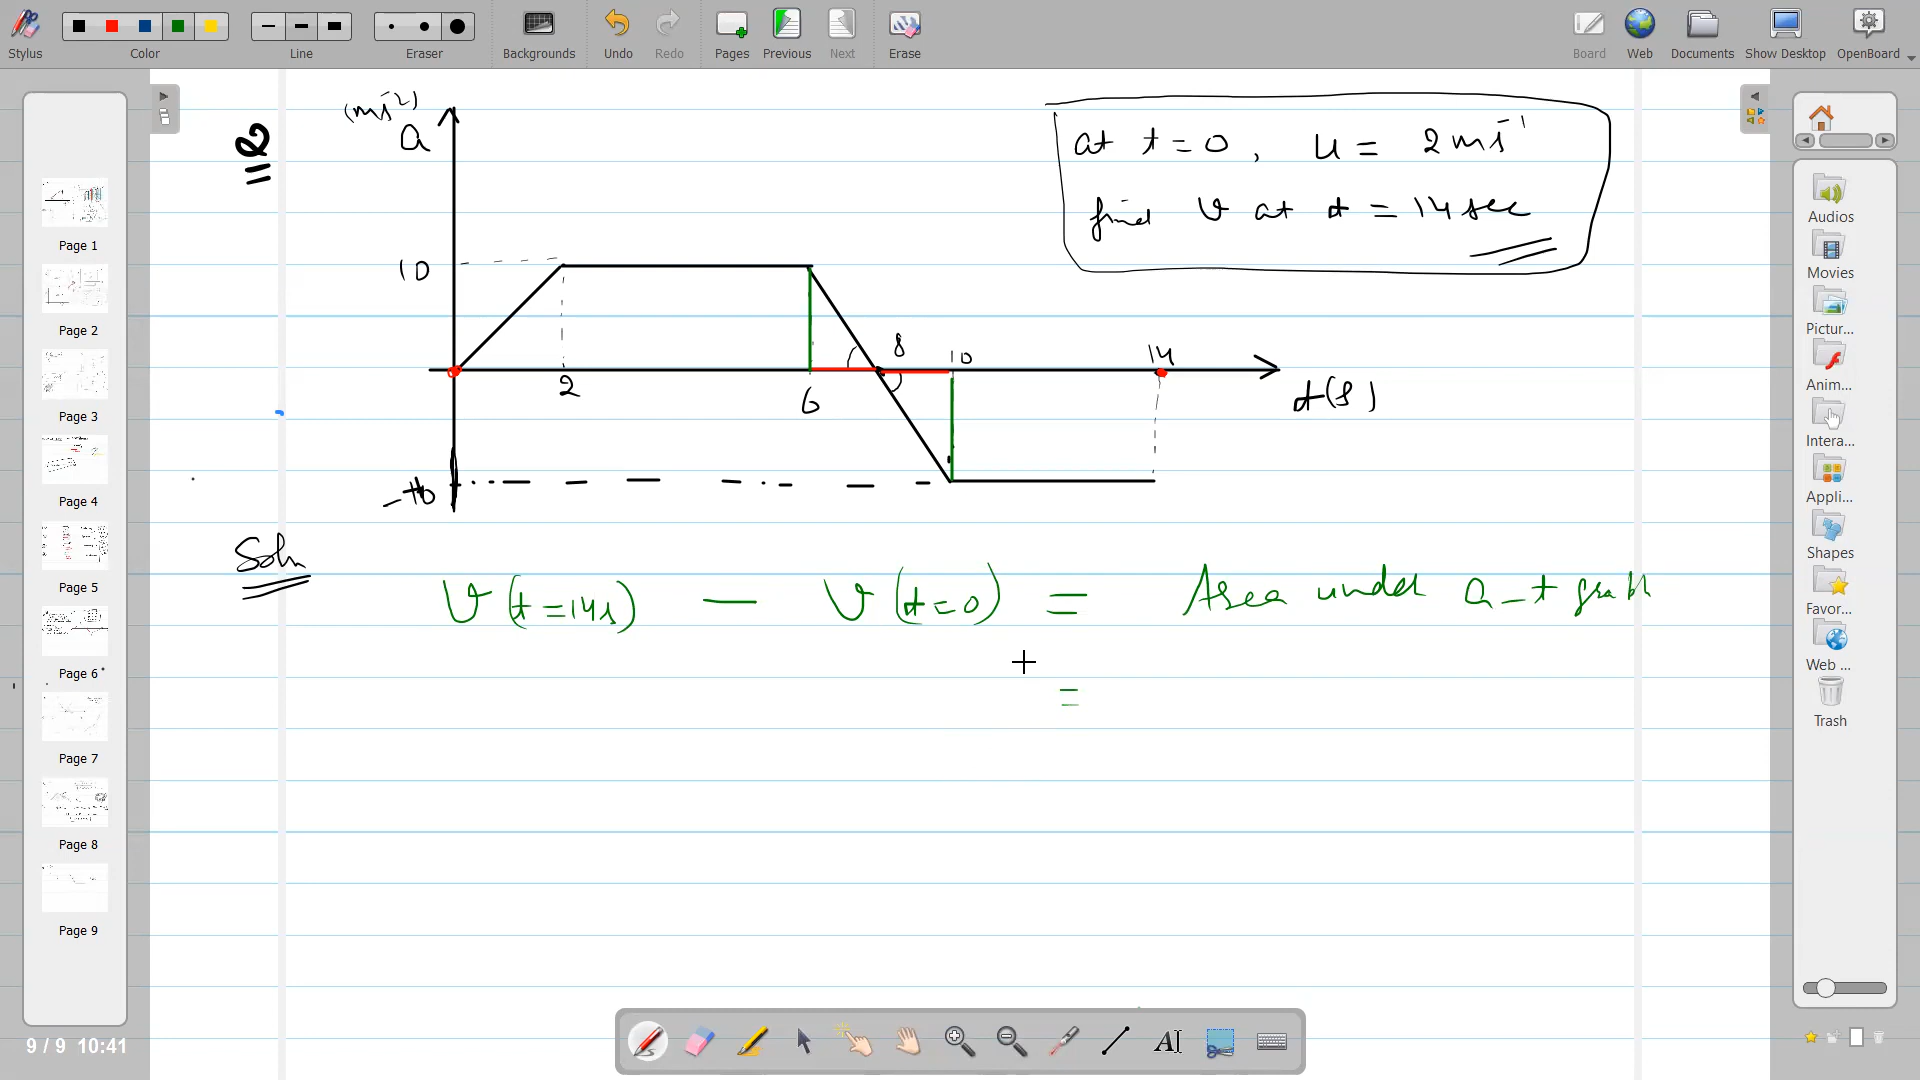 Stylus Color Line Eraser Backgrounds Undo Redo Pages Previous Next Erase Board Web Documents Show Desktop OpenBoard
Page 1
Page 2
Page 3
Page 4
Page 5
Page 6
Page 7
Page 8
Page 9
9 / 9 10:41
Q
(ms⁻²)
a
10
2
6
8
10
14
t(s)
-10
at t = 0 , u = 2 ms⁻¹
find v at t = 14 sec
Soln
v (t = 14s) — v (t = 0) = Area under a - t graph
=
Audios
Movies
Pictur...
Anim...
Intera...
Appli...
Shapes
Favor...
Web ...
Trash